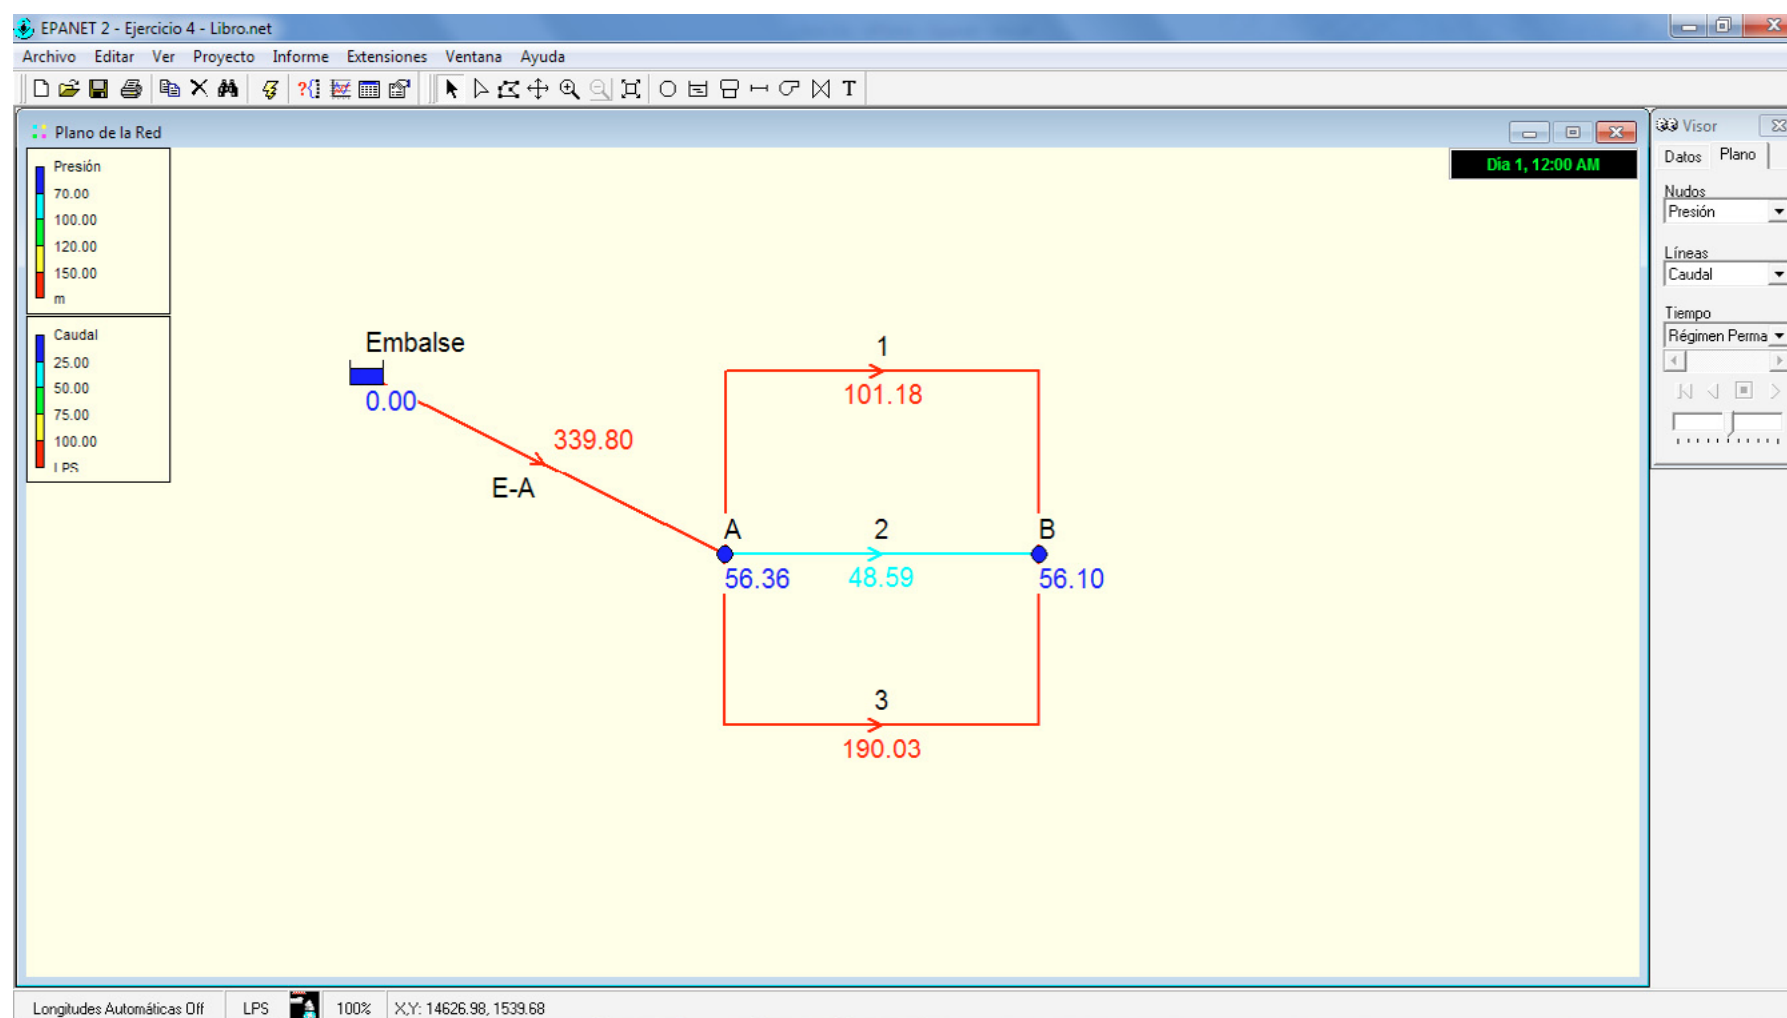 EPANET 2 - Ejercicio 4 - Libro.net
Archivo Editar Ver Proyecto Informe Extensiones Ventana Ayuda
T
Plano de la Red
Presión
70.00
100.00
120.00
150.00
m
Caudal
25.00
50.00
75.00
100.00
LPS
Día 1, 12:00 AM
Embalse
0.00
339.80
E-A
1
101.18
A
2
B
56.36
48.59
56.10
3
190.03
Visor
Datos Plano
Nudos
Presión
Líneas
Caudal
Tiempo
Régimen Perma
Longitudes Automáticas Off LPS 100% X,Y: 14626.98, 1539.68